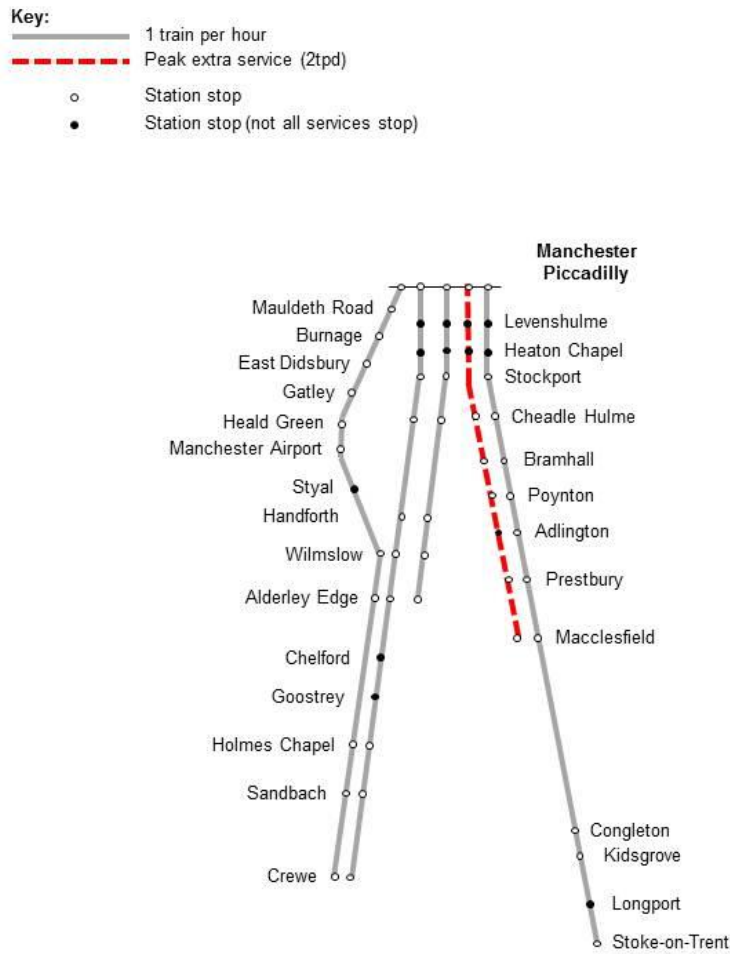 Key:
1 train per hour
Peak extra service (2tpd)
Station stop
Station stop (not all services stop)
Manchester
Piccadilly
Mauldeth Road
Levenshulme
Burnage
Heaton Chapel
East Didsbury
Stockport
Gatley
Heald Green
Cheadle Hulme
Manchester Airport
Bramhall
Styal
Poynton
Handforth
Adlington
Wilmslow
Prestbury
Alderley Edge
Macclesfield
Chelford
Goostrey
Holmes Chapel
Sandbach
Congleton
Kidsgrove
Crewe
Longport
Stoke-on-Trent